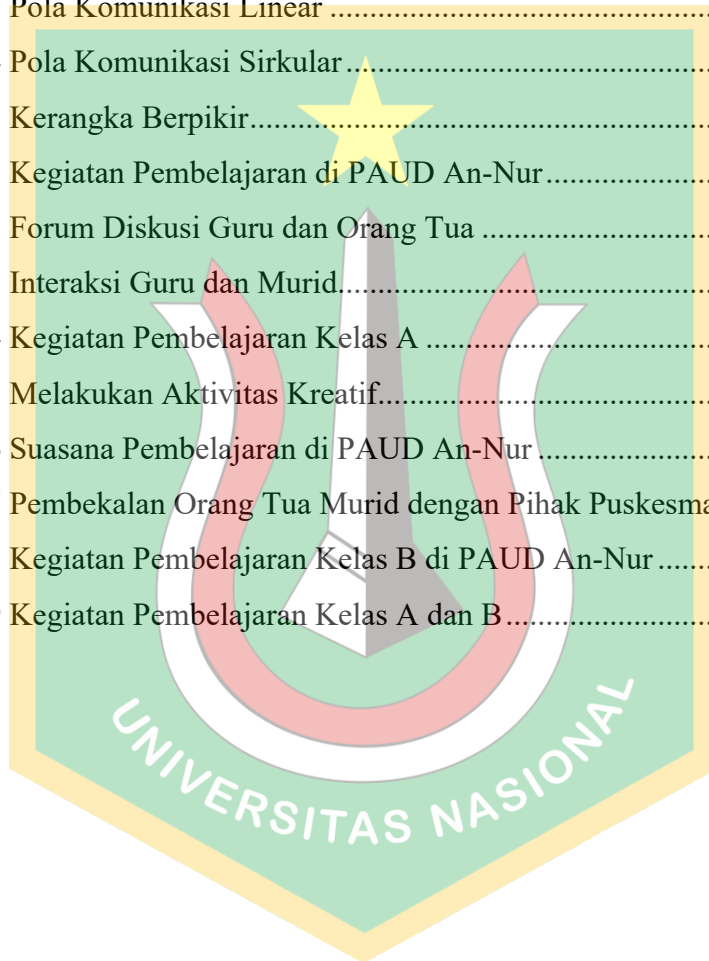 Pola Komunikasi Linear ................................................
Pola Komunikasi Sirkular ..............................................
Kerangka Berpikir..........................................................
Kegiatan Pembelajaran di PAUD An-Nur .....................
Forum Diskusi Guru dan Orang Tua .............................
Interaksi Guru dan Murid...............................................
Kegiatan Pembelajaran Kelas A ....................................
Melakukan Aktivitas Kreatif..........................................
Suasana Pembelajaran di PAUD An-Nur ......................
Pembekalan Orang Tua Murid dengan Pihak
Kegiatan Pembelajaran Kelas B di PAUD An-Nur .......
Kegiatan Pembelajaran Kelas A dan B..........................
UNIVERSITAS NASIONAL